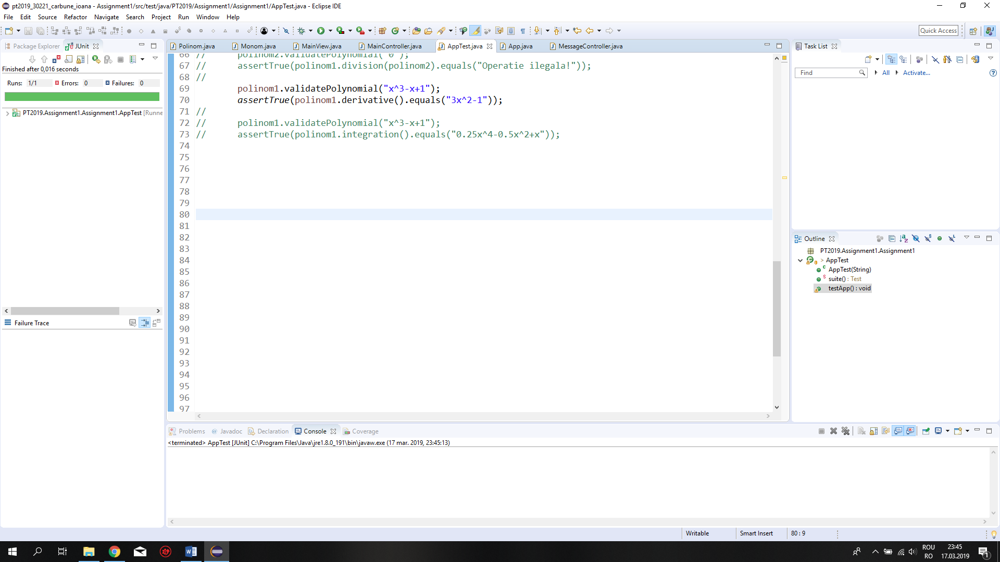 pt2019_30221_carbune_ioana - Assignment1/src/test/java/PT2019/Assignment1/Assignment1/AppTest.java - Eclipse IDE
File Edit Source Refactor Navigate Search Project Run Window Help
Quick Access
Package Explorer JUnit
Finished after 0,016 seconds
Runs: 1/1 Errors: 0 Failures: 0
PT2019.Assignment1.Assignment1.AppTest [Runne
Failure Trace
Polinom.java Monom.java MainView.java MainController.java AppTest.java App.java MessageController.java
66 // polinom2.validatePolynomial("0");
67 // assertTrue(polinom1.division(polinom2).equals("Operatie ilegala!"));
68 //
69 polinom1.validatePolynomial("x^3-x+1");
70 assertTrue(polinom1.derivative().equals("3x^2-1"));
71 //
72 // polinom1.validatePolynomial("x^3-x+1");
73 // assertTrue(polinom1.integration().equals("0.25x^4-0.5x^2+x"));
74
75
76
77
78
79
80
81
82
83
84
85
86
87
88
89
90
91
92
93
94
95
96
97
Task List
Find All Activate...
Outline
PT2019.Assignment1.Assignment1
> AppTest
AppTest(String)
suite() : Test
testApp() : void
Problems Javadoc Declaration Console Coverage
<terminated> AppTest [JUnit] C:\Program Files\Java\jre1.8.0_191\bin\javaw.exe (17 mar. 2019, 23:45:13)
Writable Smart Insert 80 : 9
ROU 23:45
RO 17.03.2019 1